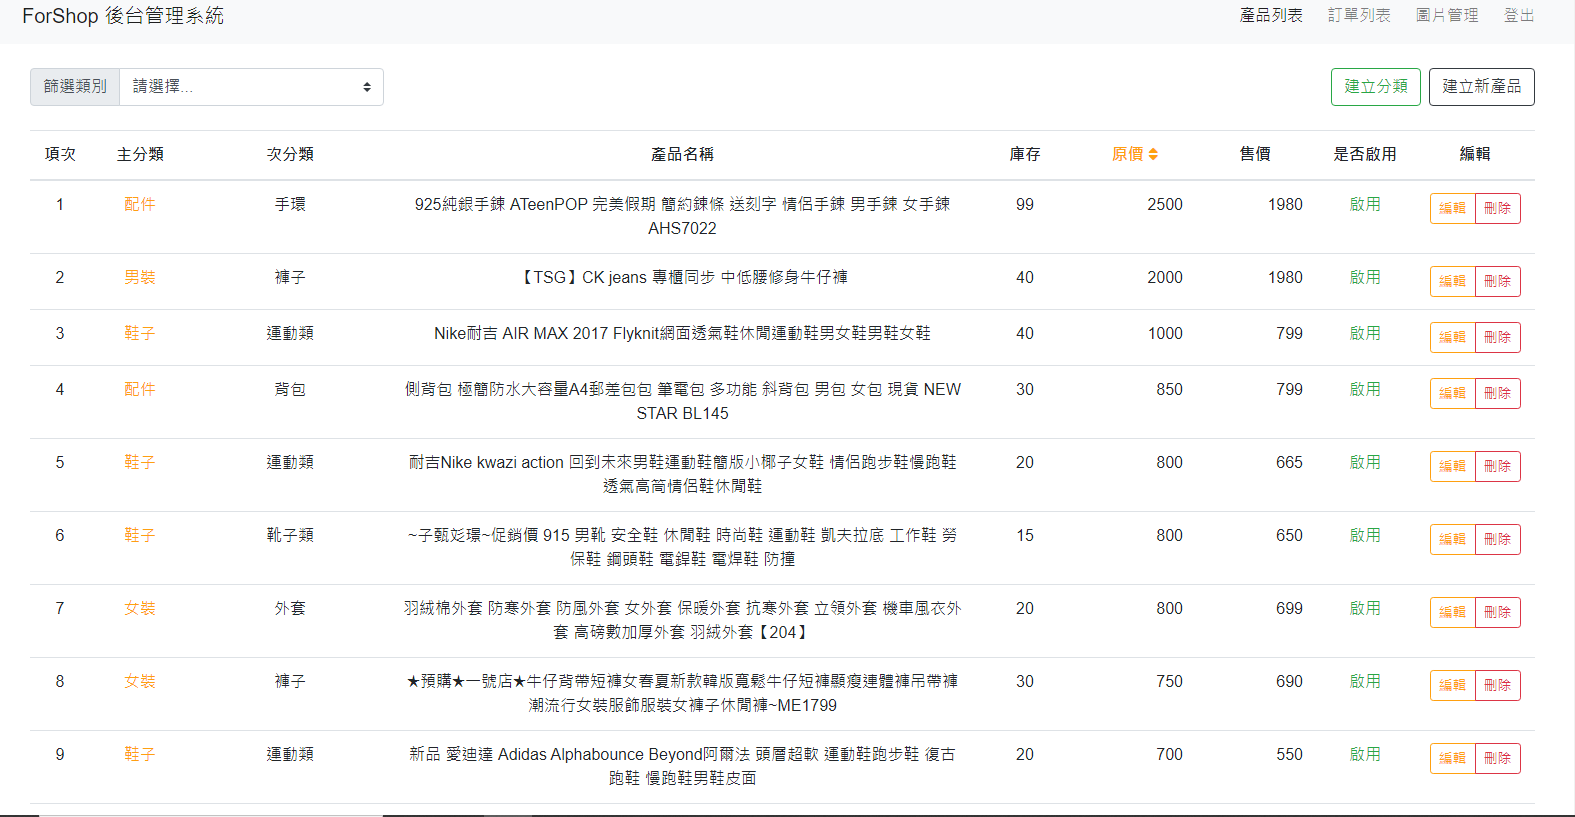 ForShop 後台管理系統 產品列表 訂單列表 圖片管理 登出
篩選類別 請選擇... 建立分類 建立新產品
項次 主分類 次分類 產品名稱 庫存 原價 售價 是否啟用 編輯
1 配件 手環 925純銀手鍊 ATeenPOP 完美假期 簡約鍊條 送刻字 情侶手鍊 男手鍊 女手鍊 99 2500 1980 啟用 編輯 刪除
AHS7022
2 男裝 褲子 【TSG】CK jeans 專櫃同步 中低腰修身牛仔褲 40 2000 1980 啟用 編輯 刪除
3 鞋子 運動類 Nike耐吉 AIR MAX 2017 Flyknit網面透氣鞋休閒運動鞋男女鞋男鞋女鞋 40 1000 799 啟用 編輯 刪除
4 配件 背包 側背包 極簡防水大容量A4郵差包包 筆電包 多功能 斜背包 男包 女包 現貨 NEW 30 850 799 啟用 編輯 刪除
STAR BL145
5 鞋子 運動類 耐吉Nike kwazi action 回到未來男鞋運動鞋簡版小椰子女鞋 情侶跑步鞋慢跑鞋 20 800 665 啟用 編輯 刪除
透氣高筒情侶鞋休閒鞋
6 鞋子 靴子類 ~子甄彣璟~促銷價 915 男靴 安全鞋 休閒鞋 時尚鞋 運動鞋 凱夫拉底 工作鞋 勞 15 800 650 啟用 編輯 刪除
保鞋 鋼頭鞋 電銲鞋 電焊鞋 防撞
7 女裝 外套 羽絨棉外套 防寒外套 防風外套 女外套 保暖外套 抗寒外套 立領外套 機車風衣外 20 800 699 啟用 編輯 刪除
套 高磅數加厚外套 羽絨外套【204】
8 女裝 褲子 ★預購★一號店★牛仔背帶短褲女春夏新款韓版寬鬆牛仔短褲顯瘦連體褲吊帶褲 30 750 690 啟用 編輯 刪除
潮流行女裝服飾服裝女褲子休閒褲~ME1799
9 鞋子 運動類 新品 愛迪達 Adidas Alphabounce Beyond阿爾法 頭層超軟 運動鞋跑步鞋 復古 20 700 550 啟用 編輯 刪除
跑鞋 慢跑鞋男鞋皮面